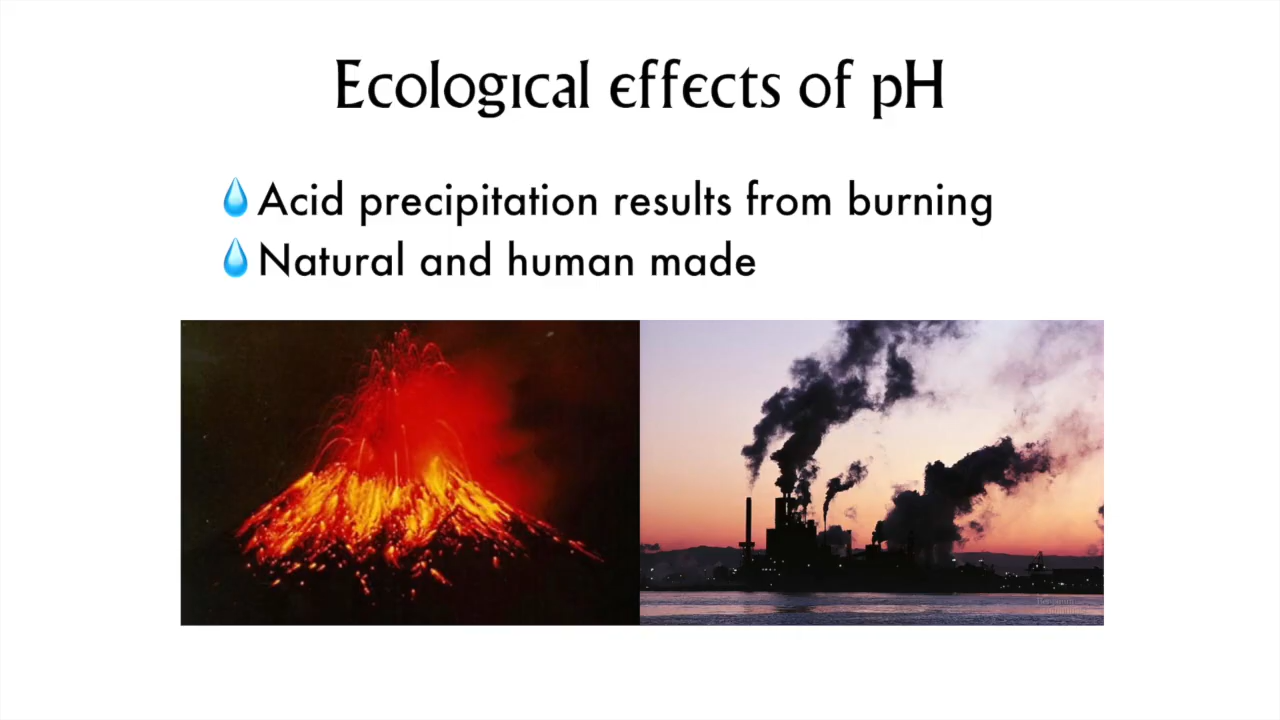 Ecological effects of pH
Acid precipitation results from burning
Natural and human made